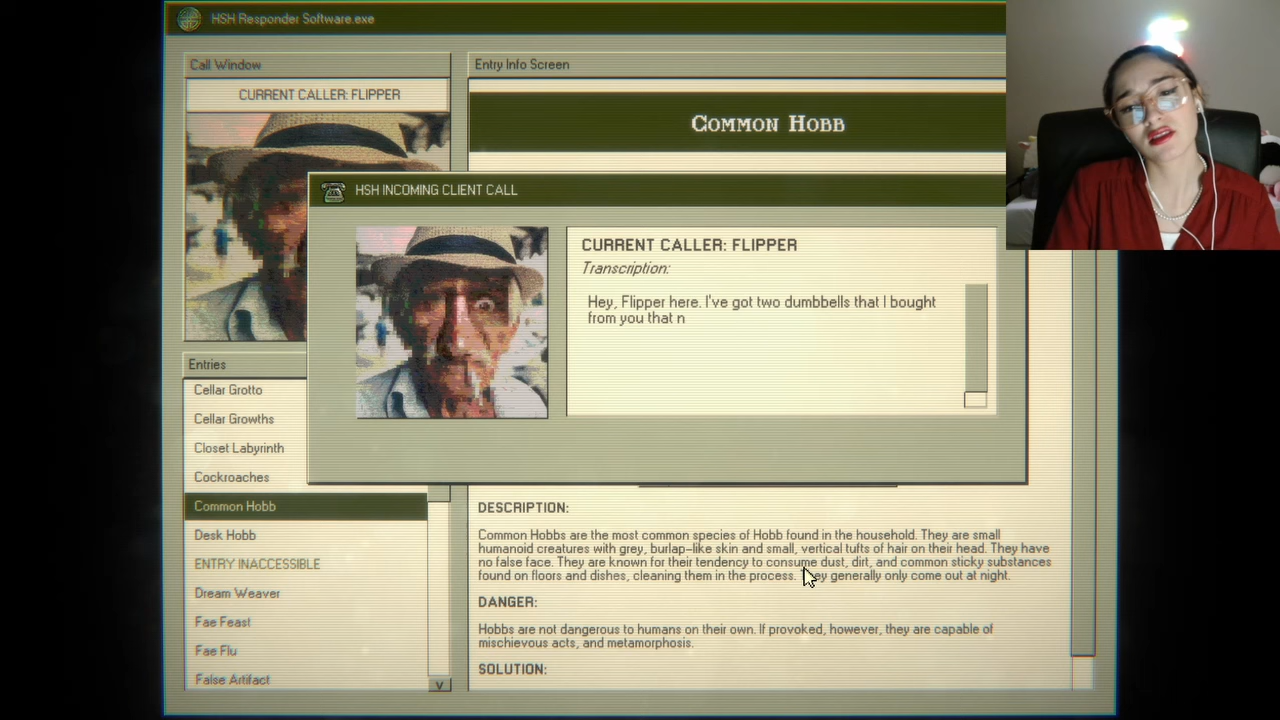 HSH Responder Software.exe
Call Window
Entry Info Screen
CURRENT CALLER: FLIPPER
COMMON HOBB
HSH INCOMING CLIENT CALL
CURRENT CALLER: FLIPPER
Transcription:
Hey, Flipper here. I've got two dumbbells that I bought
from you that n
Entries
Cellar Grotto
Cellar Growths
Closet Labyrinth
Cockroaches
Common Hobb
Desk Hobb
ENTRY INACCESSIBLE
Dream Weaver
Fae Feast
Fae Flu
False Artifact
V
DESCRIPTION:
Common Hobbs are the most common species of Hobb found in the household. They are small
humanoid creatures with grey, burlap-like skin and small, vertical tufts of hair on their head. They have
no false face. They are known for their tendency to consume dust, dirt, and common sticky substances
found on floors and dishes, cleaning them in the process. They generally only come out at night.
DANGER:
Hobbs are not dangerous to humans on their own. If provoked, however, they are capable of
mischievous acts, and metamorphosis.
SOLUTION: